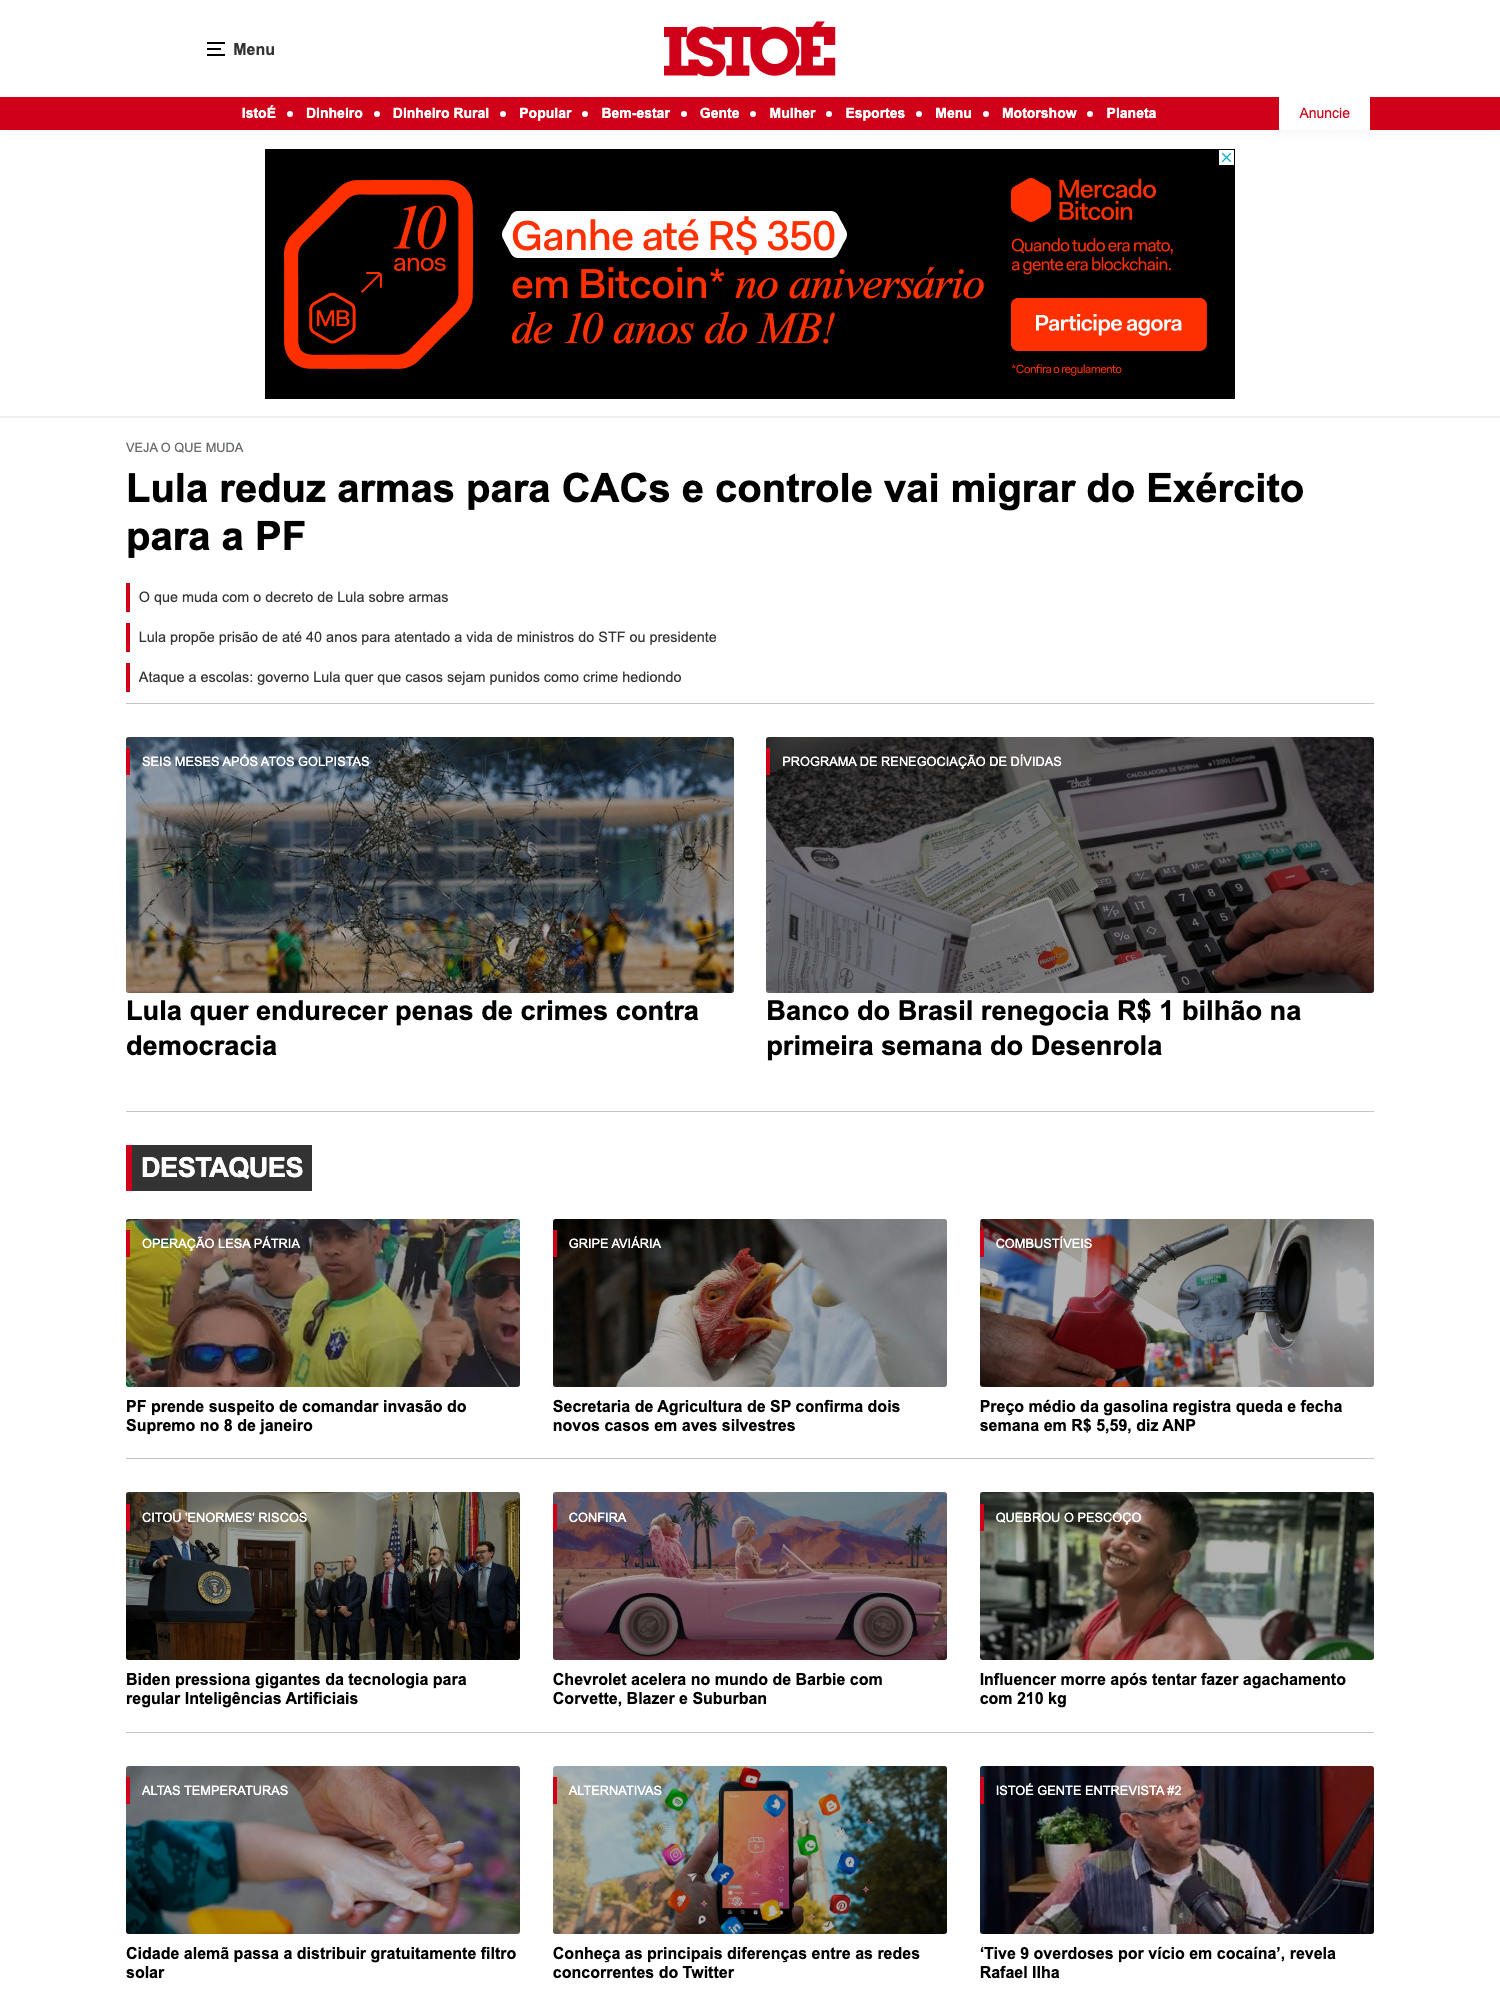 Menu
ISTOÉ
IstoÉ • Dinheiro • Dinheiro Rural • Popular • Bem-estar • Gente • Mulher • Esportes • Menu • Motorshow • Planeta
Anuncie
10
anos
MB
Ganhe até R$ 350
em Bitcoin* no aniversário
de 10 anos do MB!
Mercado
Bitcoin
Quando tudo era mato,
a gente era blockchain.
Participe agora
*Confira o regulamento
VEJA O QUE MUDA
Lula reduz armas para CACs e controle vai migrar do Exército
para a PF
O que muda com o decreto de Lula sobre armas
Lula propõe prisão de até 40 anos para atentado a vida de ministros do STF ou presidente
Ataque a escolas: governo Lula quer que casos sejam punidos como crime hediondo
SEIS MESES APÓS ATOS GOLPISTAS
Lula quer endurecer penas de crimes contra
democracia
PROGRAMA DE RENEGOCIAÇÃO DE DÍVIDAS
Banco do Brasil renegocia R$ 1 bilhão na
primeira semana do Desenrola
DESTAQUES
OPERAÇÃO LESA PÁTRIA
PF prende suspeito de comandar invasão do
Supremo no 8 de janeiro
GRIPE AVIÁRIA
Secretaria de Agricultura de SP confirma dois
novos casos em aves silvestres
COMBUSTÍVEIS
Preço médio da gasolina registra queda e fecha
semana em R$ 5,59, diz ANP
CITOU 'ENORMES' RISCOS
Biden pressiona gigantes da tecnologia para
regular Inteligências Artificiais
CONFIRA
Chevrolet acelera no mundo de Barbie com
Corvette, Blazer e Suburban
QUEBROU O PESCOÇO
Influencer morre após tentar fazer agachamento
com 210 kg
ALTAS TEMPERATURAS
Cidade alemã passa a distribuir gratuitamente filtro
solar
ALTERNATIVAS
Conheça as principais diferenças entre as redes
concorrentes do Twitter
ISTOÉ GENTE ENTREVISTA #2
‘Tive 9 overdoses por vício em cocaína’, revela
Rafael Ilha